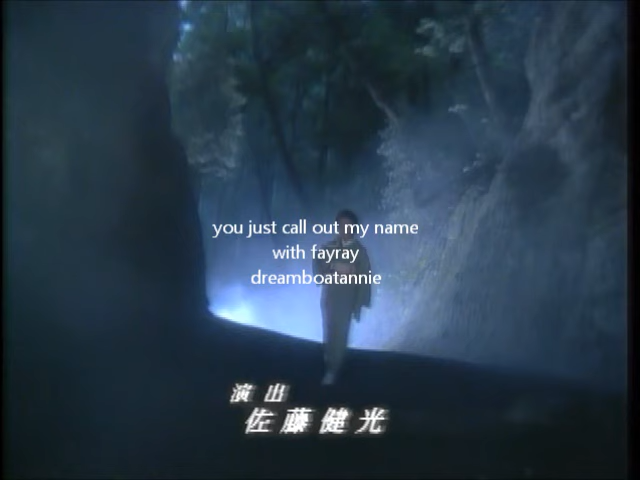 you just call out my name
with fayray
dreamboatannie
演出
佐藤健光